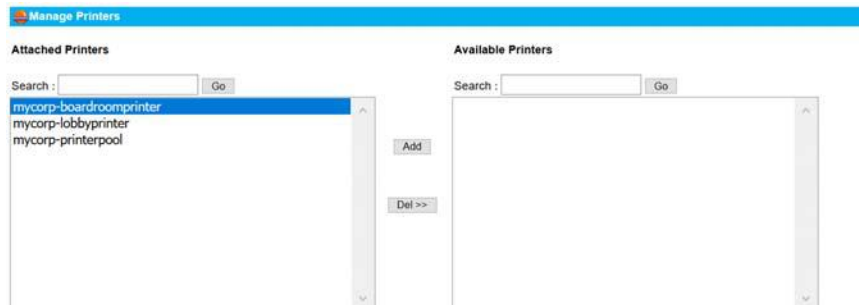 Manage Printers
Attached Printers
Search :
Go
mycorp-boardroomprinter
mycorp-lobbyprinter
mycorp-printerpool
Add
Del >>
Available Printers
Search :
Go